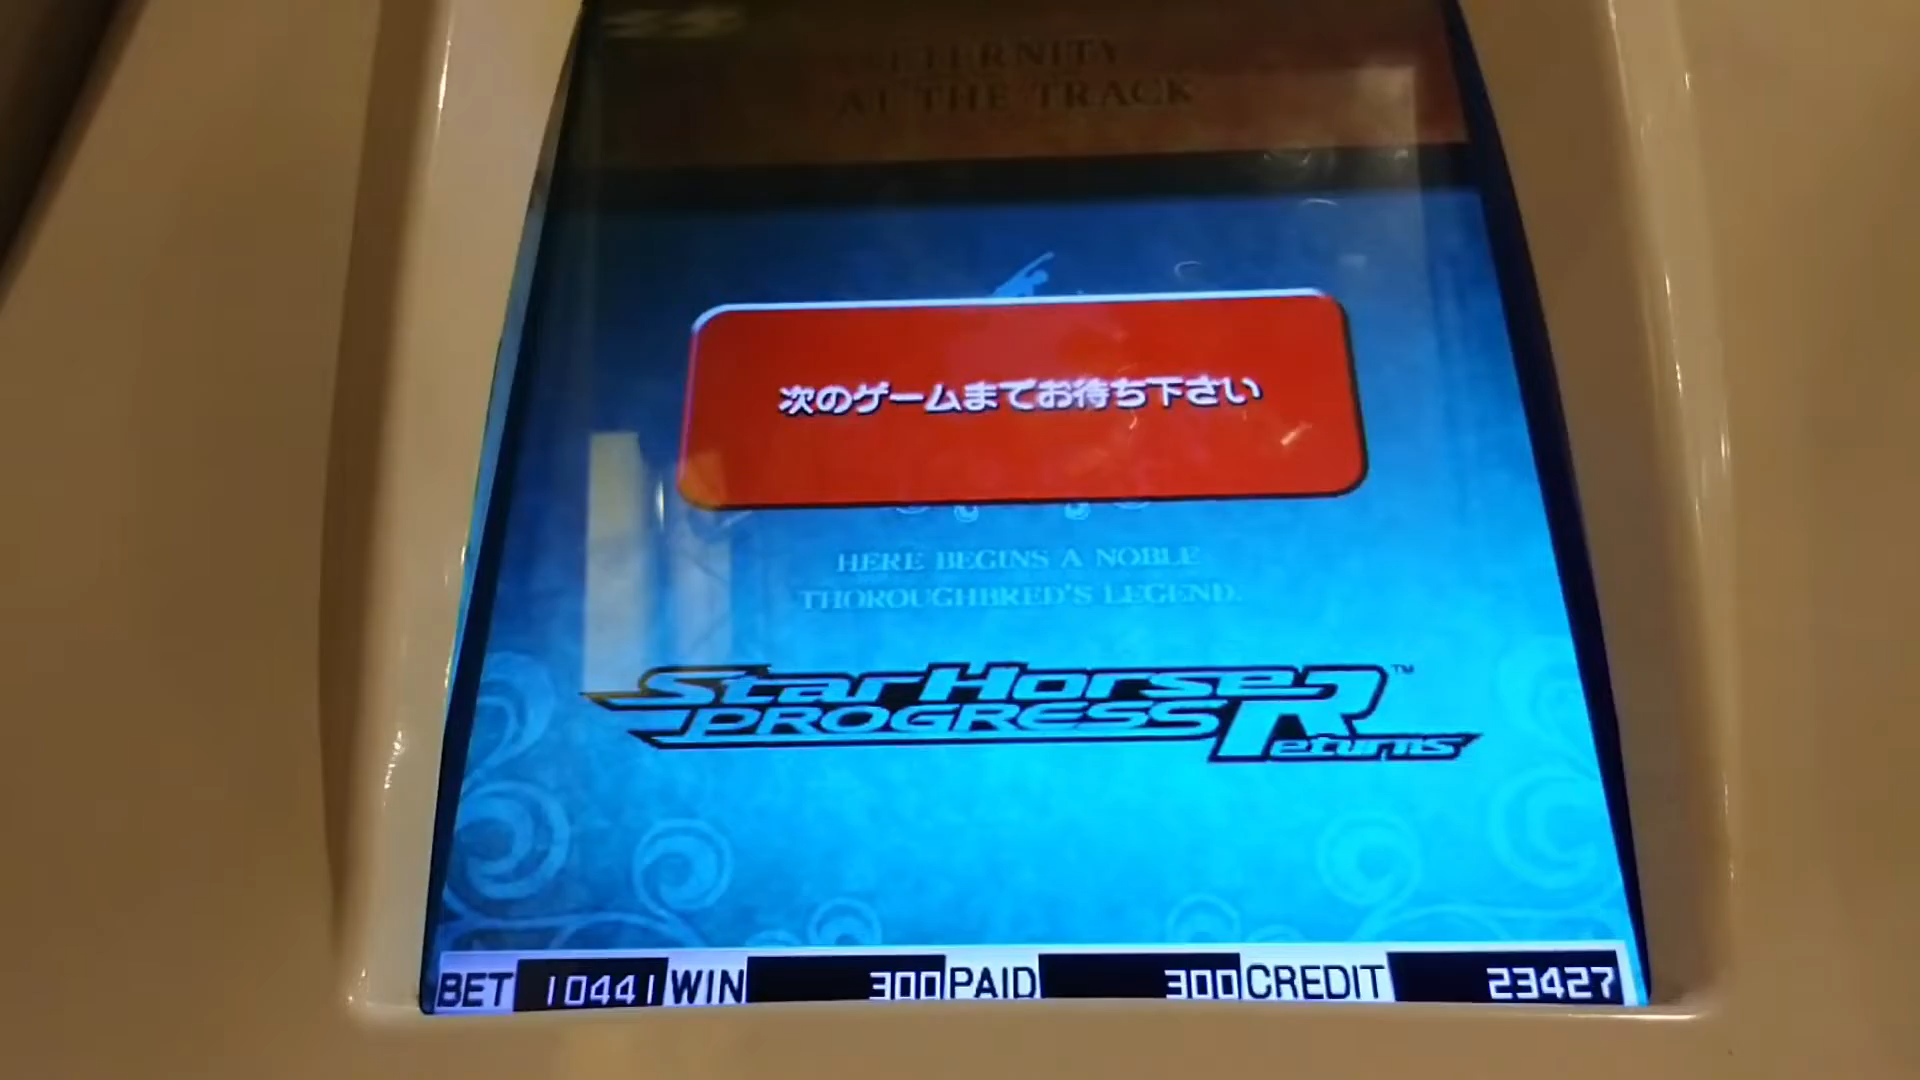 ETERNITY
AT THE TRACK
次のゲームまでお待ち下さい
HERE BEGINS A NOBLE
THOROUGHBRED'S LEGEND.
StarHorse
PROGRESS Returns™
BET 10441 WIN 300 PAID 300 CREDIT 23427